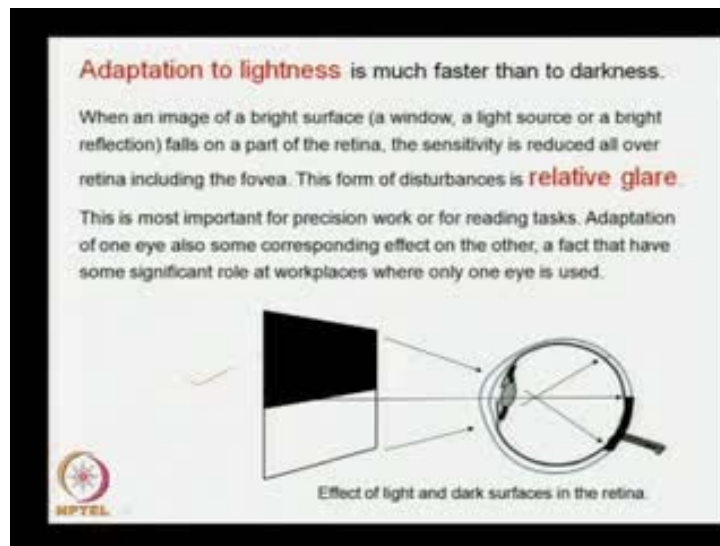 Adaptation to lightness is much faster than to darkness.
When an image of a bright surface (a window, a light source or a bright
reflection) falls on a part of the retina, the sensitivity is reduced all over
retina including the fovea. This form of disturbances is relative glare.
This is most important for precision work or for reading tasks. Adaptation
of one eye also some corresponding effect on the other, a fact that have
some significant role at workplaces where only one eye is used.
Effect of light and dark surfaces in the retina.
NPTEL